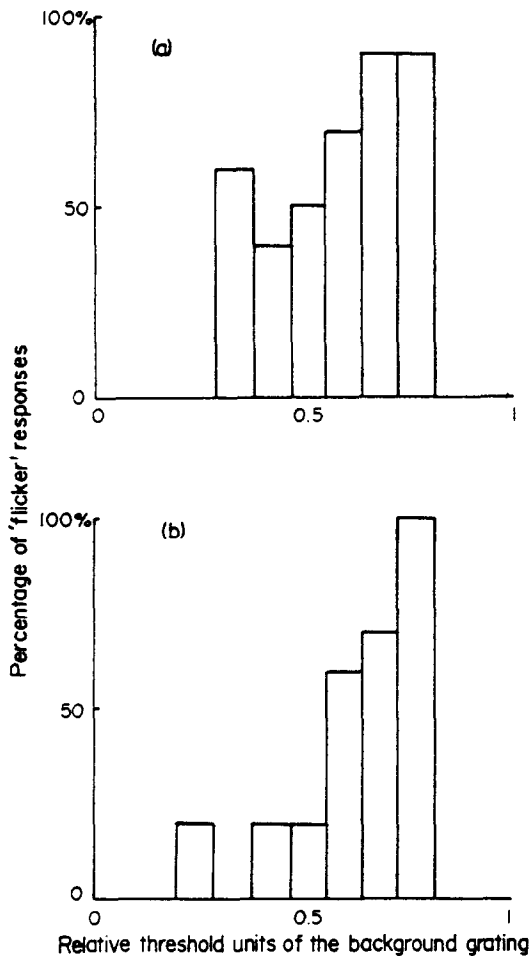 100%
(a)
50
0
0 0.5 1
Percentage of 'flicker' responses
100%
(b)
50
0
0 0.5 1
Relative threshold units of the background grating